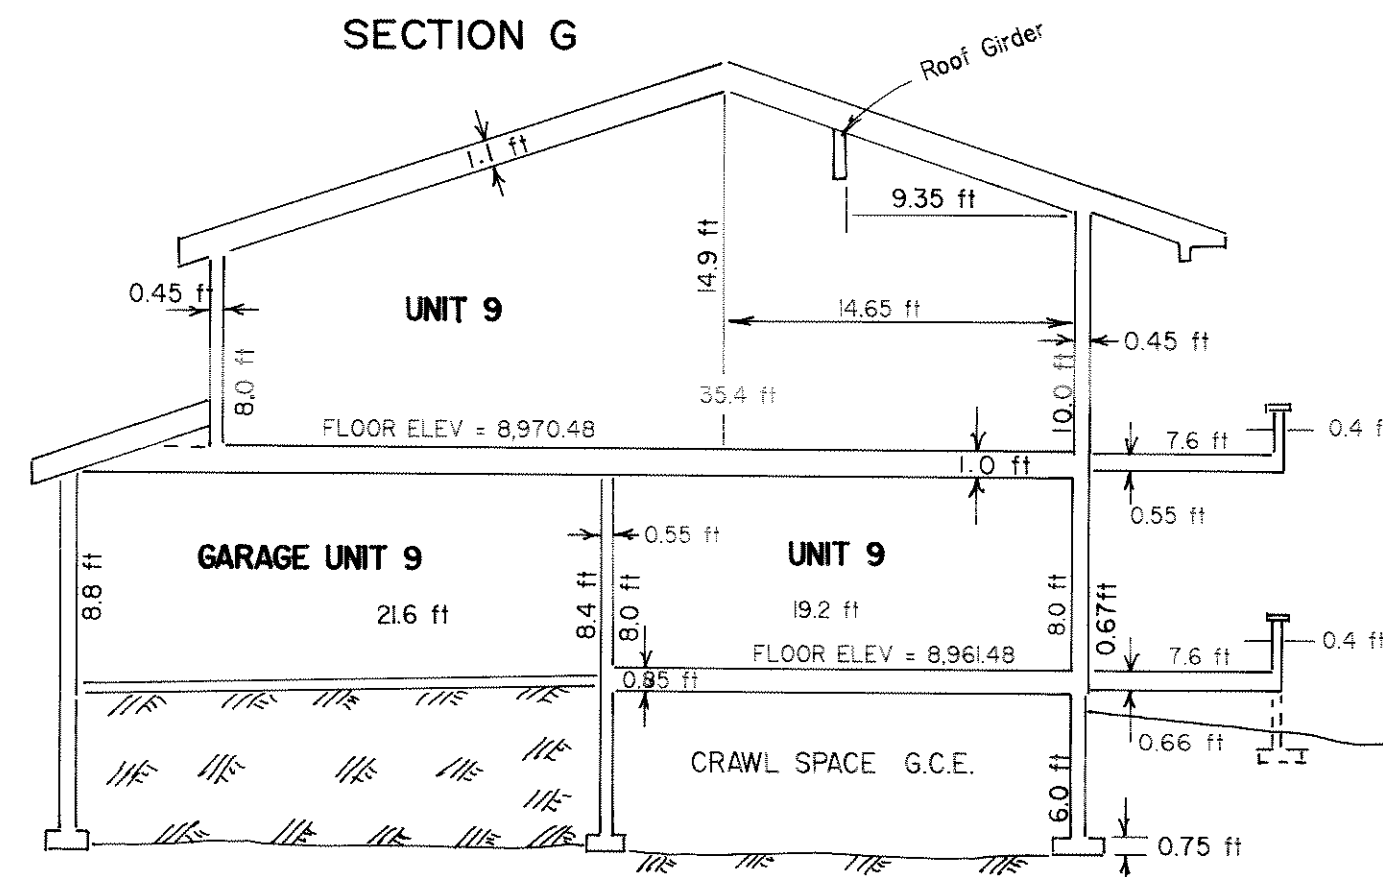 SECTION G
Roof Girder
1.1 ft
9.35 ft
14.9 ft
0.45 ft
UNIT 9
14.65 ft
0.45 ft
8.0 ft
35.4 ft
10.0 ft
FLOOR ELEV = 8,970.48
7.6 ft
0.4 f
1.0 ft
0.55 ft
0.55 ft
GARAGE UNIT 9
UNIT 9
8.8 ft
21.6 ft
8.4 ft
8.0 ft
19.2 ft
8.0 ft
0.67ft
FLOOR ELEV = 8,961.48
7.6 ft
0.4 ft
0.66 ft
CRAWL SPACE G.C.E.
6.0 ft
0.75 ft